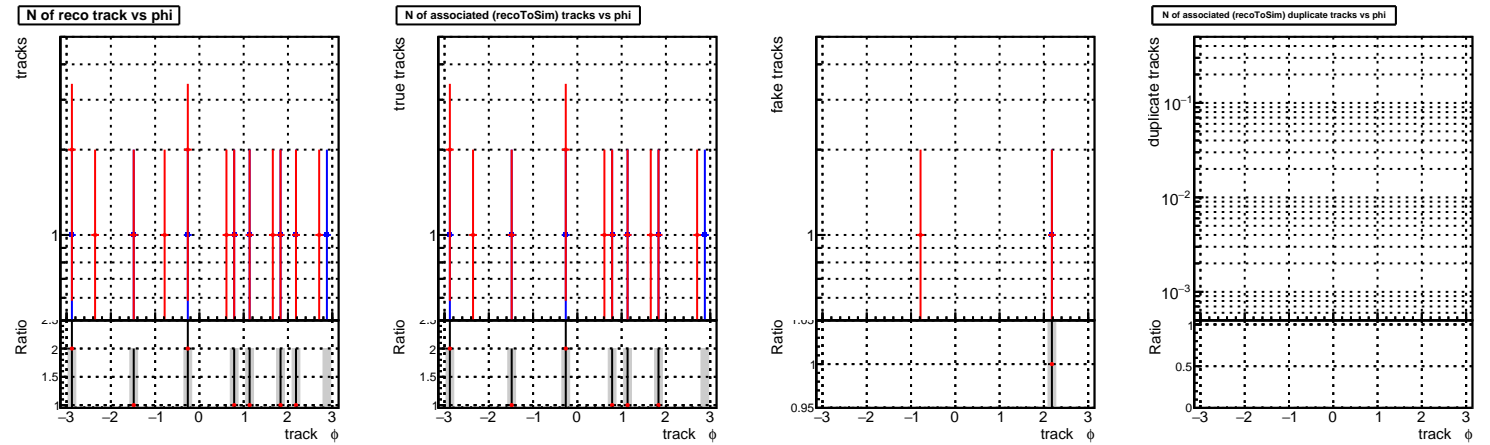 N of reco track vs phi
tracks
1
Ratio
2.5
2
1.5
1
−3 −2 −1 0 1 2 3
track ϕ
N of associated (recoToSim) tracks vs phi
true tracks
1
Ratio
2.5
2
1.5
1
−3 −2 −1 0 1 2 3
track ϕ
fake tracks
1
Ratio
1.05
1
0.95
−3 −2 −1 0 1 2 3
track ϕ
N of associated (recoToSim) duplicate tracks vs phi
duplicate tracks
10−1
10−2
10−3
Ratio
1
0.5
0
−3 −2 −1 0 1 2 3
track ϕ